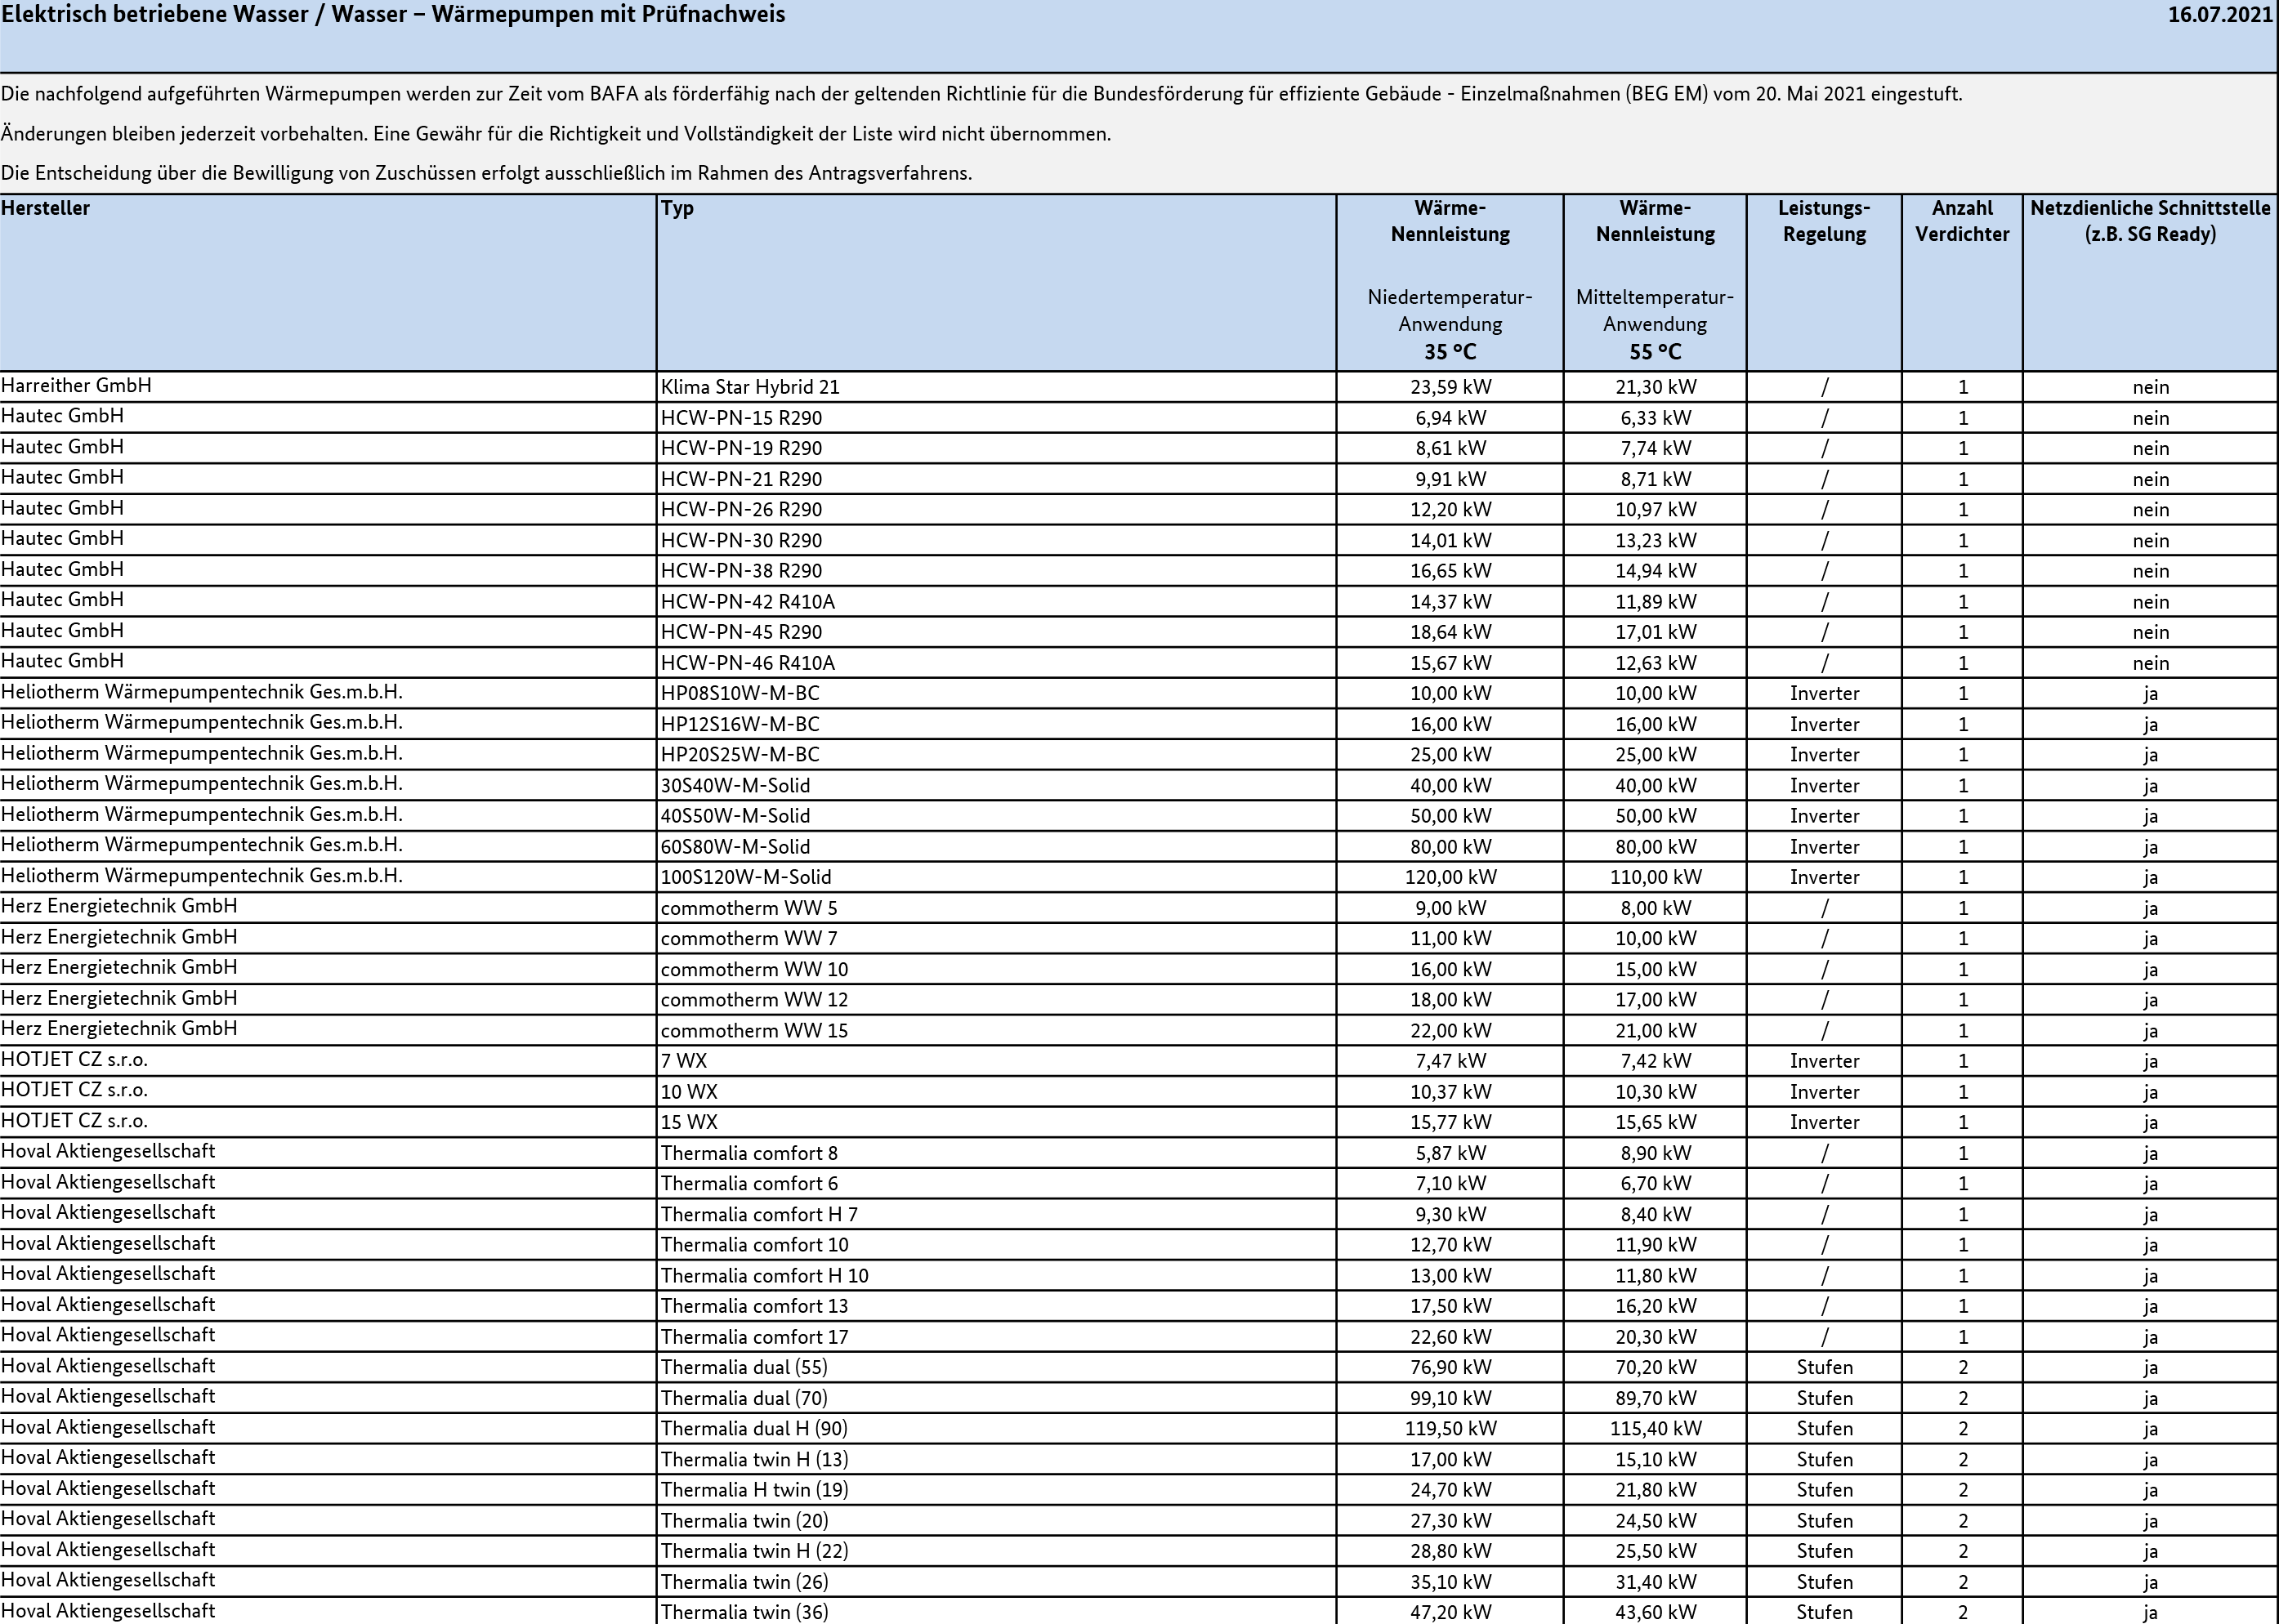 Elektrisch betriebene Wasser / Wasser – Wärmepumpen mit Prüfnachweis 16.07.2021
Die nachfolgend aufgeführten Wärmepumpen werden zur Zeit vom BAFA als förderfähig nach der geltenden Richtlinie für die Bundesförderung für effiziente Gebäude - Einzelmaßnahmen (BEG EM) vom 20. Mai 2021 eingestuft.
Änderungen bleiben jederzeit vorbehalten. Eine Gewähr für die Richtigkeit und Vollständigkeit der Liste wird nicht übernommen.
Die Entscheidung über die Bewilligung von Zuschüssen erfolgt ausschließlich im Rahmen des Antragsverfahrens.
Hersteller Typ Wärme- Wärme- Leistungs- Anzahl Netzdienliche Schnittstelle
Nennleistung Nennleistung Regelung Verdichter (z.B. SG Ready)
Niedertemperatur- Mitteltemperatur-
Anwendung Anwendung
35 °C 55 °C
Harreither GmbH Klima Star Hybrid 21 23,59 kW 21,30 kW / 1 nein
Hautec GmbH HCW-PN-15 R290 6,94 kW 6,33 kW / 1 nein
Hautec GmbH HCW-PN-19 R290 8,61 kW 7,74 kW / 1 nein
Hautec GmbH HCW-PN-21 R290 9,91 kW 8,71 kW / 1 nein
Hautec GmbH HCW-PN-26 R290 12,20 kW 10,97 kW / 1 nein
Hautec GmbH HCW-PN-30 R290 14,01 kW 13,23 kW / 1 nein
Hautec GmbH HCW-PN-38 R290 16,65 kW 14,94 kW / 1 nein
Hautec GmbH HCW-PN-42 R410A 14,37 kW 11,89 kW / 1 nein
Hautec GmbH HCW-PN-45 R290 18,64 kW 17,01 kW / 1 nein
Hautec GmbH HCW-PN-46 R410A 15,67 kW 12,63 kW / 1 nein
Heliotherm Wärmepumpentechnik Ges.m.b.H. HP08S10W-M-BC 10,00 kW 10,00 kW Inverter 1 ja
Heliotherm Wärmepumpentechnik Ges.m.b.H. HP12S16W-M-BC 16,00 kW 16,00 kW Inverter 1 ja
Heliotherm Wärmepumpentechnik Ges.m.b.H. HP20S25W-M-BC 25,00 kW 25,00 kW Inverter 1 ja
Heliotherm Wärmepumpentechnik Ges.m.b.H. 30S40W-M-Solid 40,00 kW 40,00 kW Inverter 1 ja
Heliotherm Wärmepumpentechnik Ges.m.b.H. 40S50W-M-Solid 50,00 kW 50,00 kW Inverter 1 ja
Heliotherm Wärmepumpentechnik Ges.m.b.H. 60S80W-M-Solid 80,00 kW 80,00 kW Inverter 1 ja
Heliotherm Wärmepumpentechnik Ges.m.b.H. 100S120W-M-Solid 120,00 kW 110,00 kW Inverter 1 ja
Herz Energietechnik GmbH commotherm WW 5 9,00 kW 8,00 kW / 1 ja
Herz Energietechnik GmbH commotherm WW 7 11,00 kW 10,00 kW / 1 ja
Herz Energietechnik GmbH commotherm WW 10 16,00 kW 15,00 kW / 1 ja
Herz Energietechnik GmbH commotherm WW 12 18,00 kW 17,00 kW / 1 ja
Herz Energietechnik GmbH commotherm WW 15 22,00 kW 21,00 kW / 1 ja
HOTJET CZ s.r.o. 7 WX 7,47 kW 7,42 kW Inverter 1 ja
HOTJET CZ s.r.o. 10 WX 10,37 kW 10,30 kW Inverter 1 ja
HOTJET CZ s.r.o. 15 WX 15,77 kW 15,65 kW Inverter 1 ja
Hoval Aktiengesellschaft Thermalia comfort 8 5,87 kW 8,90 kW / 1 ja
Hoval Aktiengesellschaft Thermalia comfort 6 7,10 kW 6,70 kW / 1 ja
Hoval Aktiengesellschaft Thermalia comfort H 7 9,30 kW 8,40 kW / 1 ja
Hoval Aktiengesellschaft Thermalia comfort 10 12,70 kW 11,90 kW / 1 ja
Hoval Aktiengesellschaft Thermalia comfort H 10 13,00 kW 11,80 kW / 1 ja
Hoval Aktiengesellschaft Thermalia comfort 13 17,50 kW 16,20 kW / 1 ja
Hoval Aktiengesellschaft Thermalia comfort 17 22,60 kW 20,30 kW / 1 ja
Hoval Aktiengesellschaft Thermalia dual (55) 76,90 kW 70,20 kW Stufen 2 ja
Hoval Aktiengesellschaft Thermalia dual (70) 99,10 kW 89,70 kW Stufen 2 ja
Hoval Aktiengesellschaft Thermalia dual H (90) 119,50 kW 115,40 kW Stufen 2 ja
Hoval Aktiengesellschaft Thermalia twin H (13) 17,00 kW 15,10 kW Stufen 2 ja
Hoval Aktiengesellschaft Thermalia H twin (19) 24,70 kW 21,80 kW Stufen 2 ja
Hoval Aktiengesellschaft Thermalia twin (20) 27,30 kW 24,50 kW Stufen 2 ja
Hoval Aktiengesellschaft Thermalia twin H (22) 28,80 kW 25,50 kW Stufen 2 ja
Hoval Aktiengesellschaft Thermalia twin (26) 35,10 kW 31,40 kW Stufen 2 ja
Hoval Aktiengesellschaft Thermalia twin (36) 47,20 kW 43,60 kW Stufen 2 ja